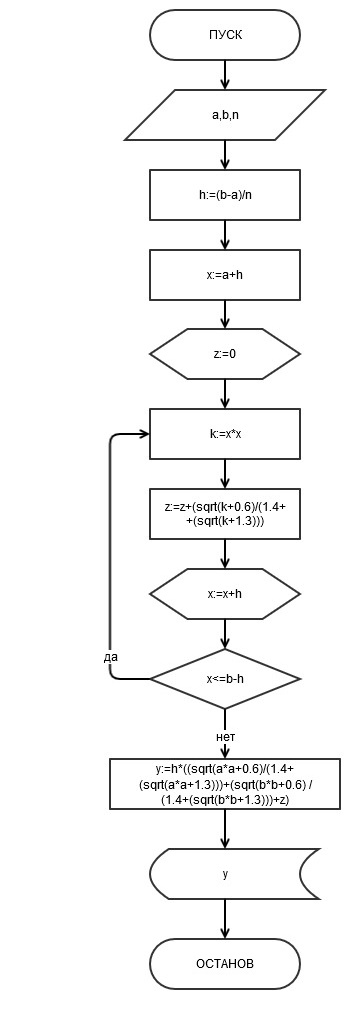 ПУСК
a,b,n
h:=(b-a)/n
x:=a+h
z:=0
k:=x*x
z:=z+(sqrt(k+0.6)/(1.4+
+(sqrt(k+1.3)))
x:=x+h
да
x<=b-h
нет
y:=h*((sqrt(a*a+0.6)/(1.4+
(sqrt(a*a+1.3)))+(sqrt(b*b+0.6) /
(1.4+(sqrt(b*b+1.3)))+z)
y
ОСТАНОВ